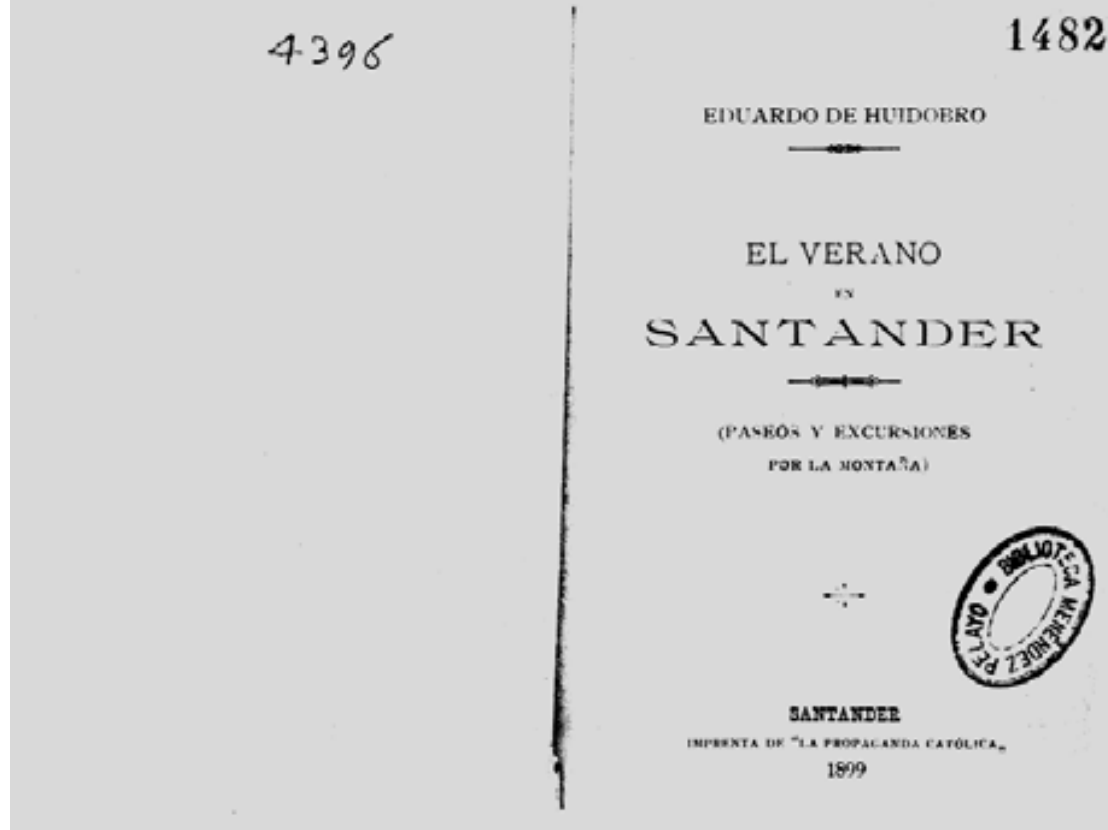 4396
1482
EDUARDO DE HUIDOBRO
EL VERANO
EN
SANTANDER
(PASEOS Y EXCURSIONES
POR LA MONTAÑA)
BIBLIOTECA MENÉNDEZ PELAYO
SANTANDER
IMPRENTA DE "LA PROPAGANDA CATÓLICA„
1899